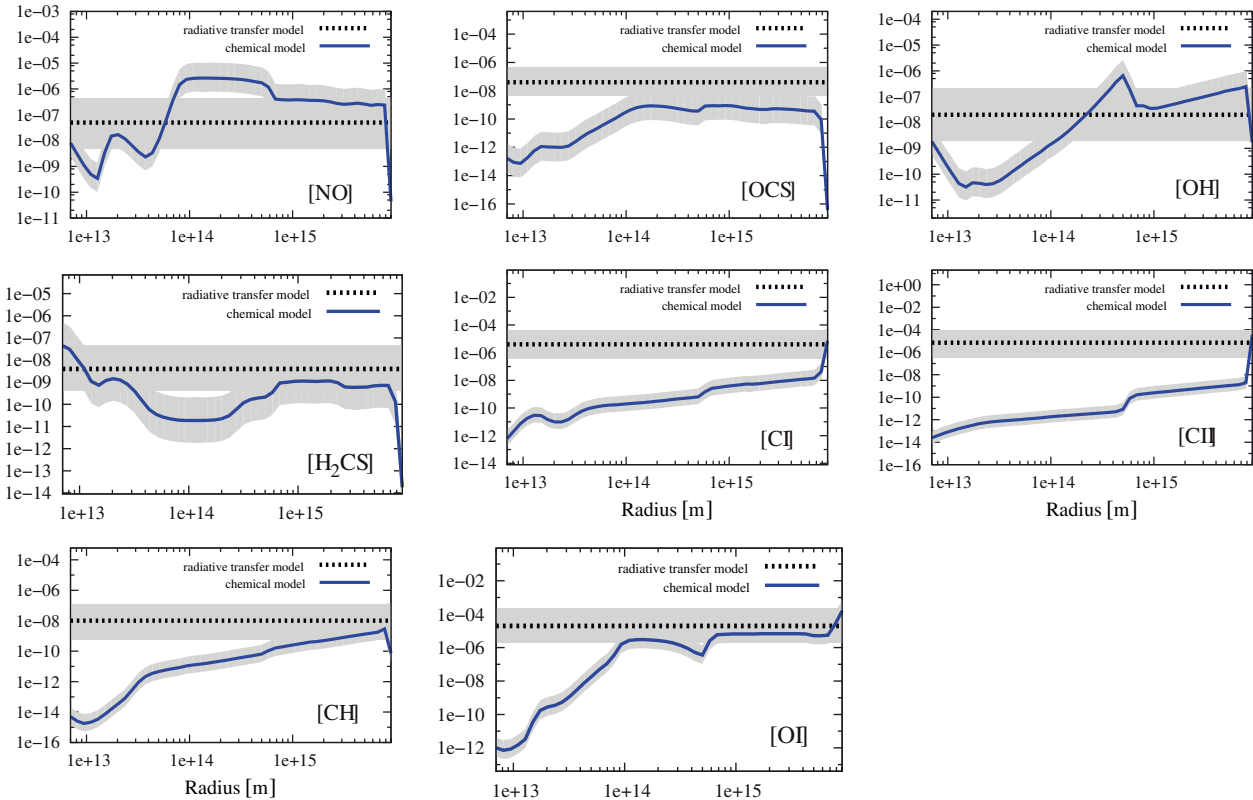 1e−03
1e−04
1e−05
1e−06
1e−07
1e−08
1e−09
1e−10
1e−11
radiative transfer model
chemical model
[NO]
1e+13 1e+14 1e+15
1e−04
1e−06
1e−08
1e−10
1e−12
1e−14
1e−16
radiative transfer model
chemical model
[OCS]
1e+13 1e+14 1e+15
1e−04
1e−05
1e−06
1e−07
1e−08
1e−09
1e−10
1e−11
radiative transfer model
chemical model
[OH]
1e+13 1e+14 1e+15
1e−05
1e−06
1e−07
1e−08
1e−09
1e−10
1e−11
1e−12
1e−13
1e−14
radiative transfer model
chemical model
[H₂CS]
1e+13 1e+14 1e+15
1e−02
1e−04
1e−06
1e−08
1e−10
1e−12
1e−14
radiative transfer model
chemical model
[CI]
1e+13 1e+14 1e+15
Radius [m]
1e+00
1e−02
1e−04
1e−06
1e−08
1e−10
1e−12
1e−14
1e−16
radiative transfer model
chemical model
[CII]
1e+13 1e+14 1e+15
Radius [m]
1e−04
1e−06
1e−08
1e−10
1e−12
1e−14
1e−16
radiative transfer model
chemical model
[CH]
1e+13 1e+14 1e+15
Radius [m]
1e−02
1e−04
1e−06
1e−08
1e−10
1e−12
radiative transfer model
chemical model
[OI]
1e+13 1e+14 1e+15